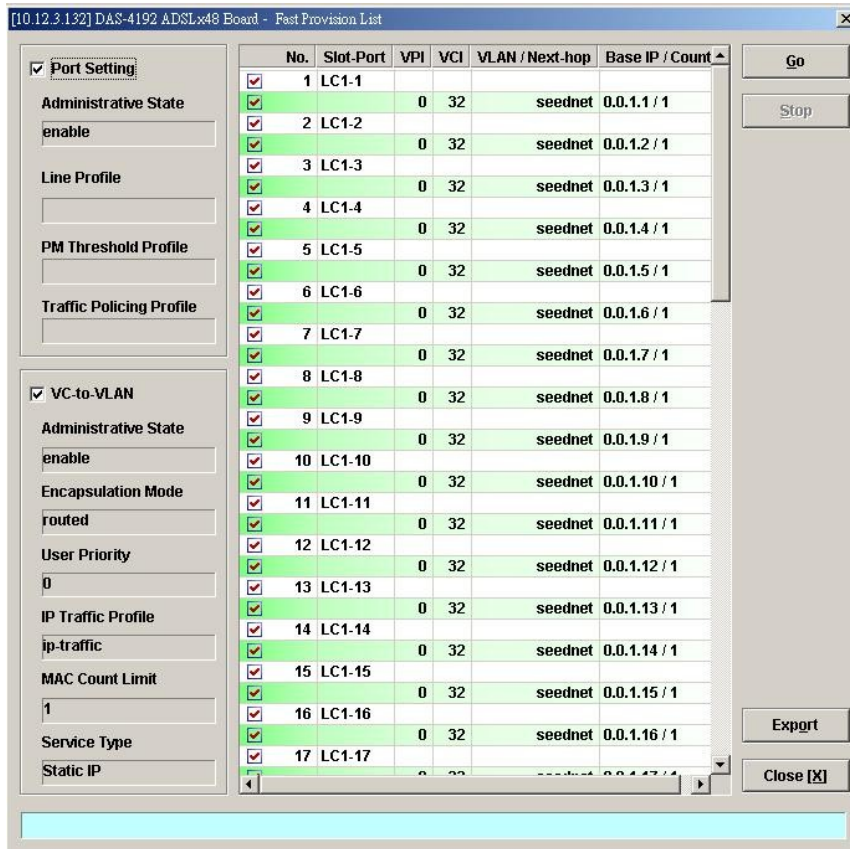 [10.12.3.132] DAS-4192 ADSLx48 Board - Fast Provision List
Port Setting
Administrative State
enable
Line Profile
PM Threshold Profile
Traffic Policing Profile
VC-to-VLAN
Administrative State
enable
Encapsulation Mode
routed
User Priority
0
IP Traffic Profile
ip-traffic
MAC Count Limit
1
Service Type
Static IP
No. Slot-Port VPI VCI VLAN / Next-hop Base IP / Count
1 LC1-1
0 32 seednet 0.0.1.1 / 1
2 LC1-2
0 32 seednet 0.0.1.2 / 1
3 LC1-3
0 32 seednet 0.0.1.3 / 1
4 LC1-4
0 32 seednet 0.0.1.4 / 1
5 LC1-5
0 32 seednet 0.0.1.5 / 1
6 LC1-6
0 32 seednet 0.0.1.6 / 1
7 LC1-7
0 32 seednet 0.0.1.7 / 1
8 LC1-8
0 32 seednet 0.0.1.8 / 1
9 LC1-9
0 32 seednet 0.0.1.9 / 1
10 LC1-10
0 32 seednet 0.0.1.10 / 1
11 LC1-11
0 32 seednet 0.0.1.11 / 1
12 LC1-12
0 32 seednet 0.0.1.12 / 1
13 LC1-13
0 32 seednet 0.0.1.13 / 1
14 LC1-14
0 32 seednet 0.0.1.14 / 1
15 LC1-15
0 32 seednet 0.0.1.15 / 1
16 LC1-16
0 32 seednet 0.0.1.16 / 1
17 LC1-17
Go
Stop
Export
Close [X]